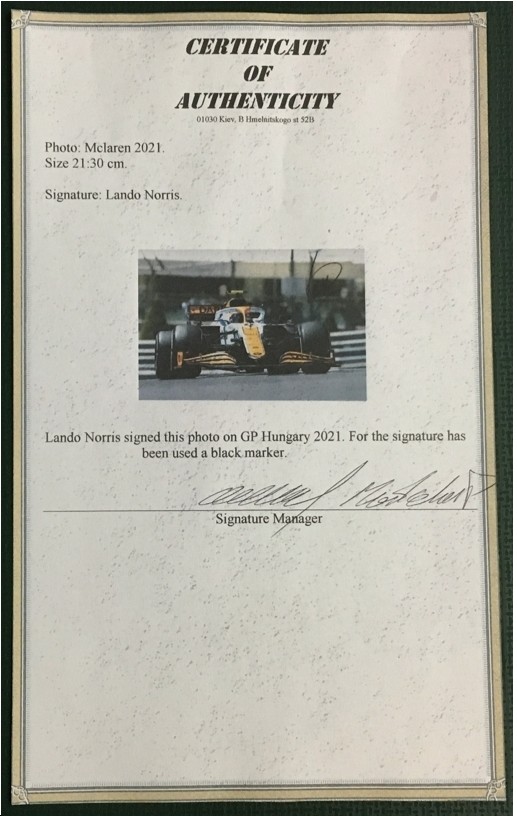 CERTIFICATE
OF
AUTHENTICITY
01030 Kiev, B Hmelnitskogo st 52B
Photo: Mclaren 2021.
Size 21:30 cm.
Signature: Lando Norris.
Lando Norris signed this photo on GP Hungary 2021. For the signature has
been used a black marker.
Signature Manager